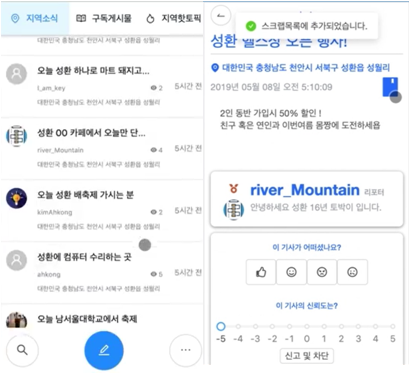 지역소식
구독게시물
지역핫토픽
대한민국 충청남도 천안시 서북구 성환읍 성월리
오늘 성환 하나로 마트 돼지고...
I_am_key
2
5시간 전
대한민국 충청남도 천안시 서북구 성환읍 성월리
성환 00 카페에서 오늘만 단...
river_Mountain
4
5시간 전
대한민국 충청남도 천안시 서북구 성환읍 성월리
오늘 성환 배축제 가시는 분
kimAhkong
2
5시간 전
대한민국 충청남도 천안시 서북구 성환읍 성월리
성환에 컴퓨터 수리하는 곳
ahkong
5
5시간 전
대한민국 충청남도 천안시 서북구 성환읍 성월리
오늘 남서울대학교에서 축제
스크랩목록에 추가되었습니다.
성환 헬스장 오픈 행사!
대한민국 충청남도 천안시 서북구 성환읍 성월리
2019년 05월 08일 오전 5:10:09
2인 동반 가입시 50% 할인 !
친구 혹은 연인과 이번여름 몸짱에 도전하세욥
river_Mountain 리포터
안녕하세요 성환 16년 토박이 입니다.
이 기사가 어떠셨나요?
이 기사의 신뢰도는?
-5 -4 -3 -2 -1 0 1 2 3 4 5
신고 및 차단